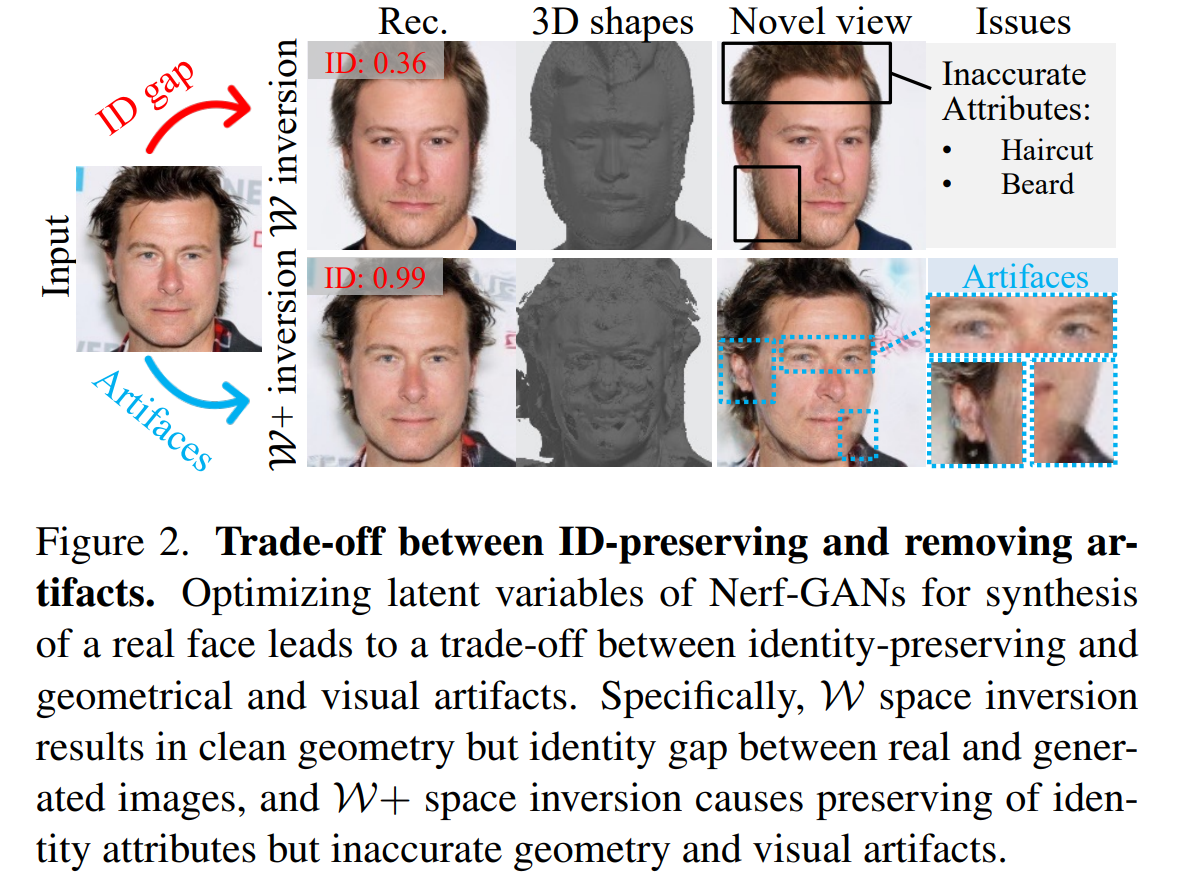 Rec. 3D shapes Novel view Issues
ID gap
Input
Artifaces
𝒲 inversion
ID: 0.36
Inaccurate
Attributes:
• Haircut
• Beard
𝒲+ inversion
ID: 0.99
Artifaces
Figure 2. Trade-off between ID-preserving and removing ar-
tifacts. Optimizing latent variables of Nerf-GANs for synthesis
of a real face leads to a trade-off between identity-preserving and
geometrical and visual artifacts. Specifically, 𝒲 space inversion
results in clean geometry but identity gap between real and gener-
ated images, and 𝒲+ space inversion causes preserving of iden-
tity attributes but inaccurate geometry and visual artifacts.